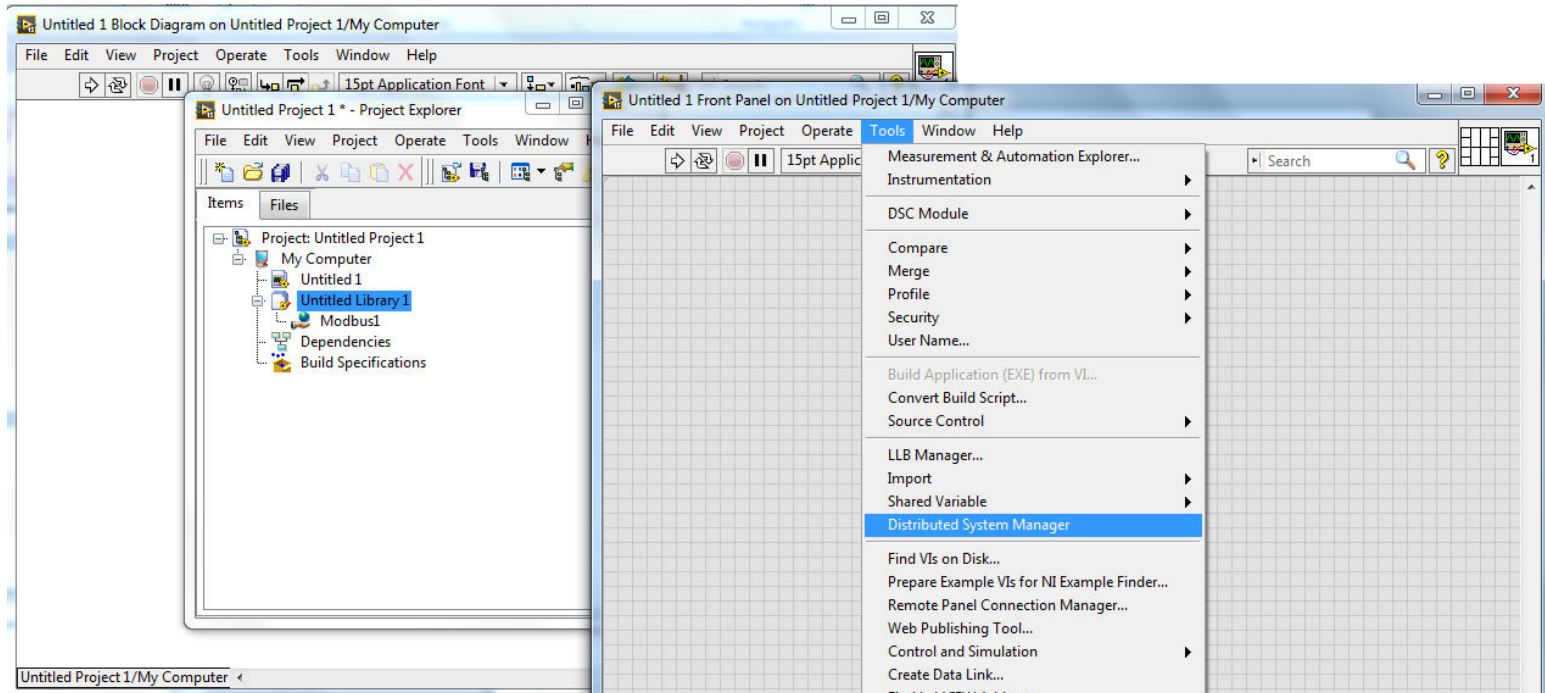 Untitled 1 Block Diagram on Untitled Project 1/My Computer
File Edit View Project Operate Tools Window Help
15pt Application Font
Untitled Project 1 * - Project Explorer
File Edit View Project Operate Tools Window
Items Files
Project: Untitled Project 1
My Computer
Untitled 1
Untitled Library 1
Modbus1
Dependencies
Build Specifications
Untitled Project 1/My Computer
Untitled 1 Front Panel on Untitled Project 1/My Computer
File Edit View Project Operate Tools Window Help
15pt Applic
Search
1
Measurement & Automation Explorer...
Instrumentation
DSC Module
Compare
Merge
Profile
Security
User Name...
Build Application (EXE) from VI...
Convert Build Script...
Source Control
LLB Manager...
Import
Shared Variable
Distributed System Manager
Find VIs on Disk...
Prepare Example VIs for NI Example Finder...
Remote Panel Connection Manager...
Web Publishing Tool...
Control and Simulation
Create Data Link...